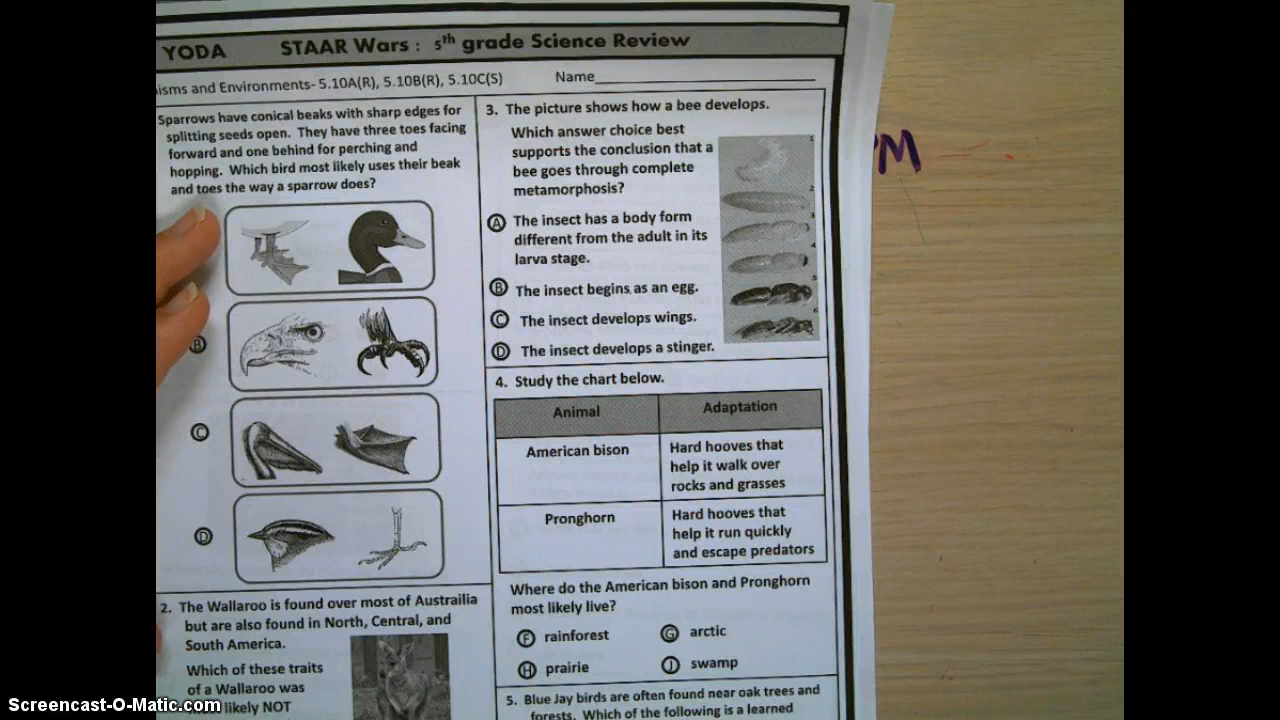 YODA STAAR Wars : 5th grade Science Review
and Environments- 5.10A(R), 5.10B(R), 5.10C(S) Name
Sparrows have conical beaks with sharp edges for
splitting seeds open. They have three toes facing
forward and one behind for perching and
hopping. Which bird most likely uses their beak
and toes the way a sparrow does?
B
C
D
2. The Wallaroo is found over most of Austrailia
but are also found in North, Central, and
South America.
Which of these traits
of a Wallaroo was
likely NOT
3. The picture shows how a bee develops.
Which answer choice best
supports the conclusion that a
bee goes through complete
metamorphosis?
A The insect has a body form
different from the adult in its
larva stage.
B The insect begins as an egg.
C The insect develops wings.
D The insect develops a stinger.
1
2
3
4
5
6
4. Study the chart below.
Animal Adaptation
American bison Hard hooves that
help it walk over
rocks and grasses
Pronghorn Hard hooves that
help it run quickly
and escape predators
Where do the American bison and Pronghorn
most likely live?
F rainforest G arctic
H prairie J swamp
5. Blue Jay birds are often found near oak trees and
forests. Which of the following is a learned
Screencast-O-Matic.com